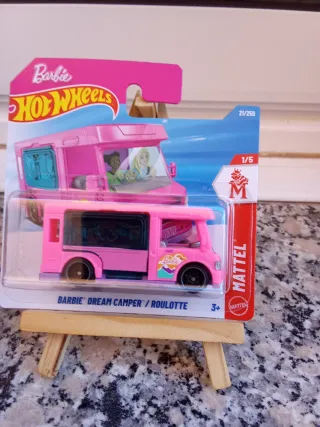 Barbie
HOT WHEELS
21/250
1/5
M
MATTEL
BARBIE DREAM CAMPER / ROULOTTE
3+
MATTEL